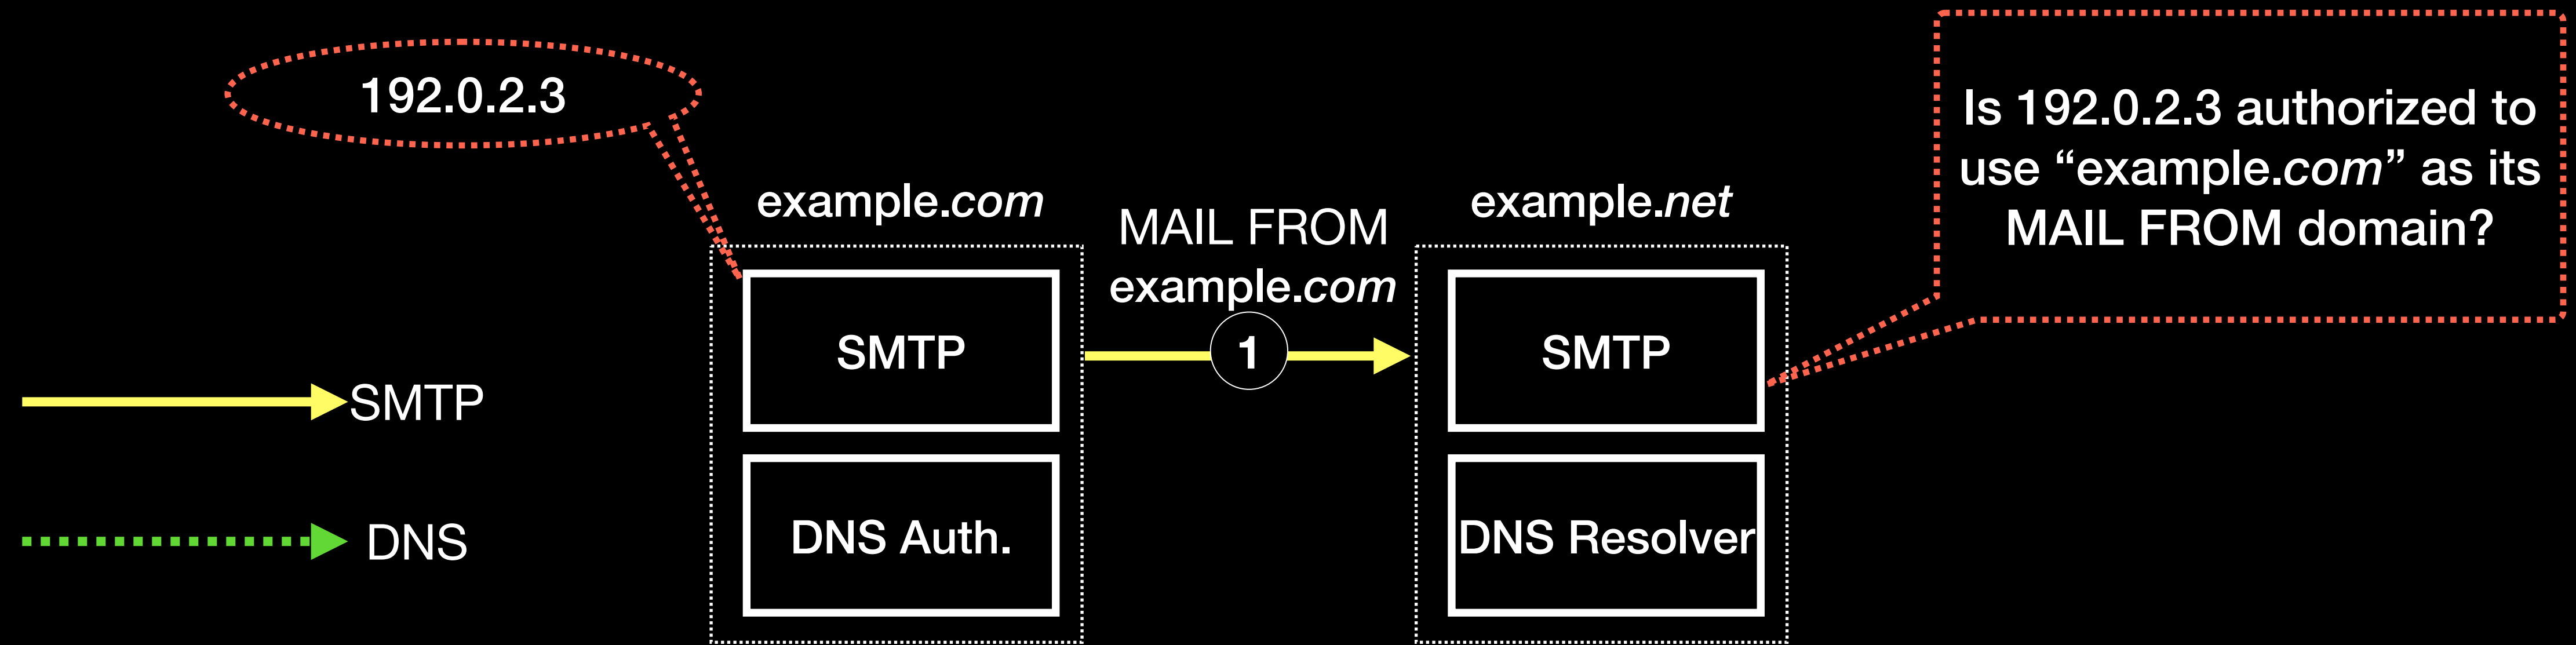 192.0.2.3
Is 192.0.2.3 authorized to
use “example.com” as its
MAIL FROM domain?
example.com
MAIL FROM
example.com
example.net
1
SMTP
SMTP
SMTP
DNS Auth.
DNS Resolver
DNS